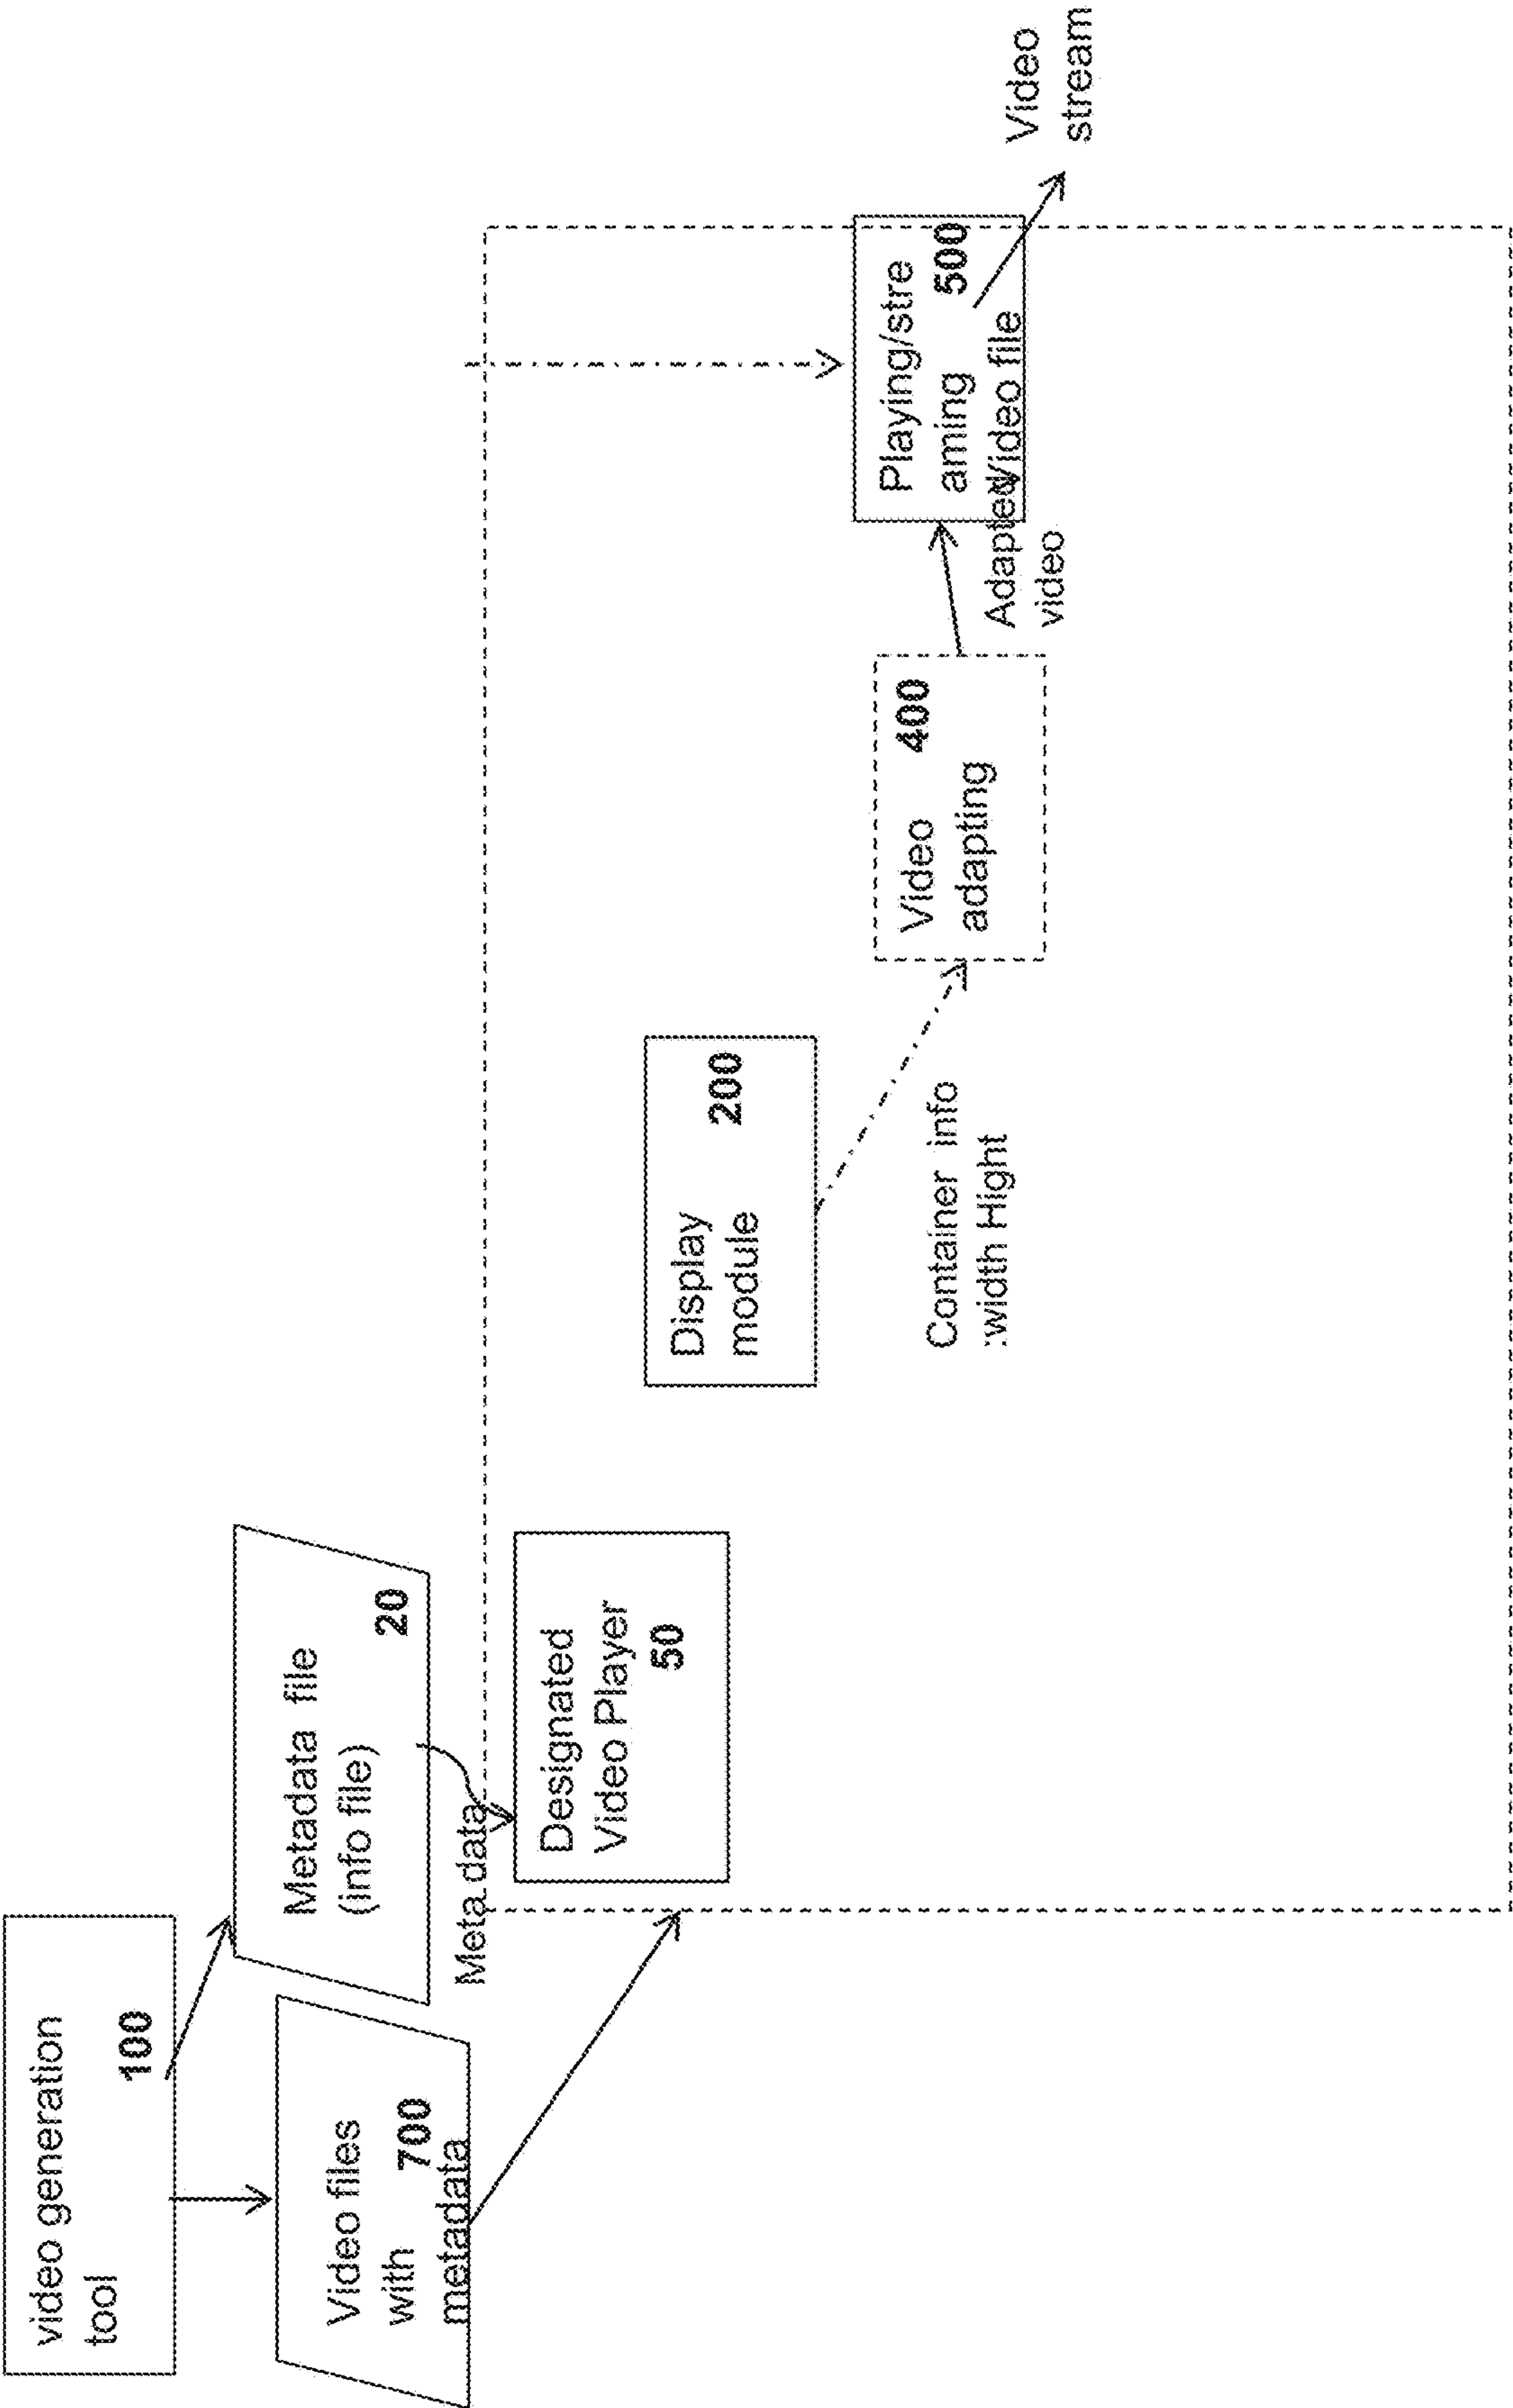 video generation
tool
100
Video files
with 700
metadata
Metadata file
(info file)
20
Meta data
Designated
Video Player
50
Display
module
200
Container info
:width Hight
Video 400
adapting
Adapted
video
Playing/stre
aming 500
Video file
Video
stream